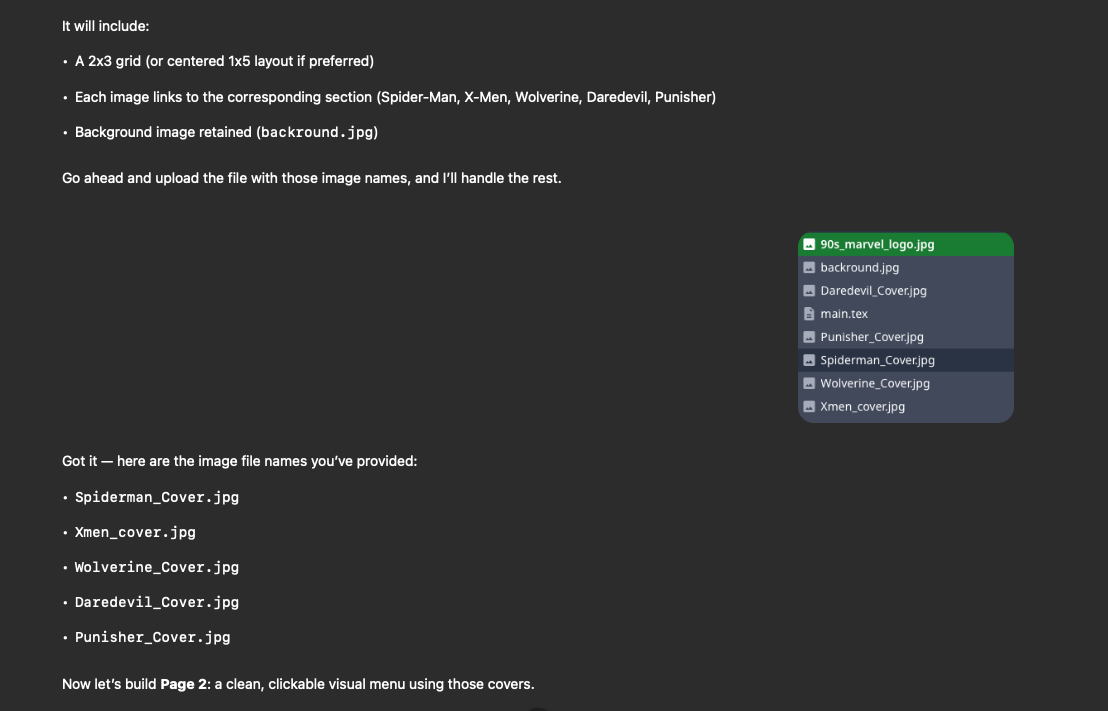 It will include:
• A 2x3 grid (or centered 1x5 layout if preferred)
• Each image links to the corresponding section (Spider-Man, X-Men, Wolverine, Daredevil, Punisher)
• Background image retained (backround.jpg)
Go ahead and upload the file with those image names, and I’ll handle the rest.
90s_marvel_logo.jpg
backround.jpg
Daredevil_Cover.jpg
main.tex
Punisher_Cover.jpg
Spiderman_Cover.jpg
Wolverine_Cover.jpg
Xmen_cover.jpg
Got it — here are the image file names you’ve provided:
• Spiderman_Cover.jpg
• Xmen_cover.jpg
• Wolverine_Cover.jpg
• Daredevil_Cover.jpg
• Punisher_Cover.jpg
Now let’s build Page 2: a clean, clickable visual menu using those covers.